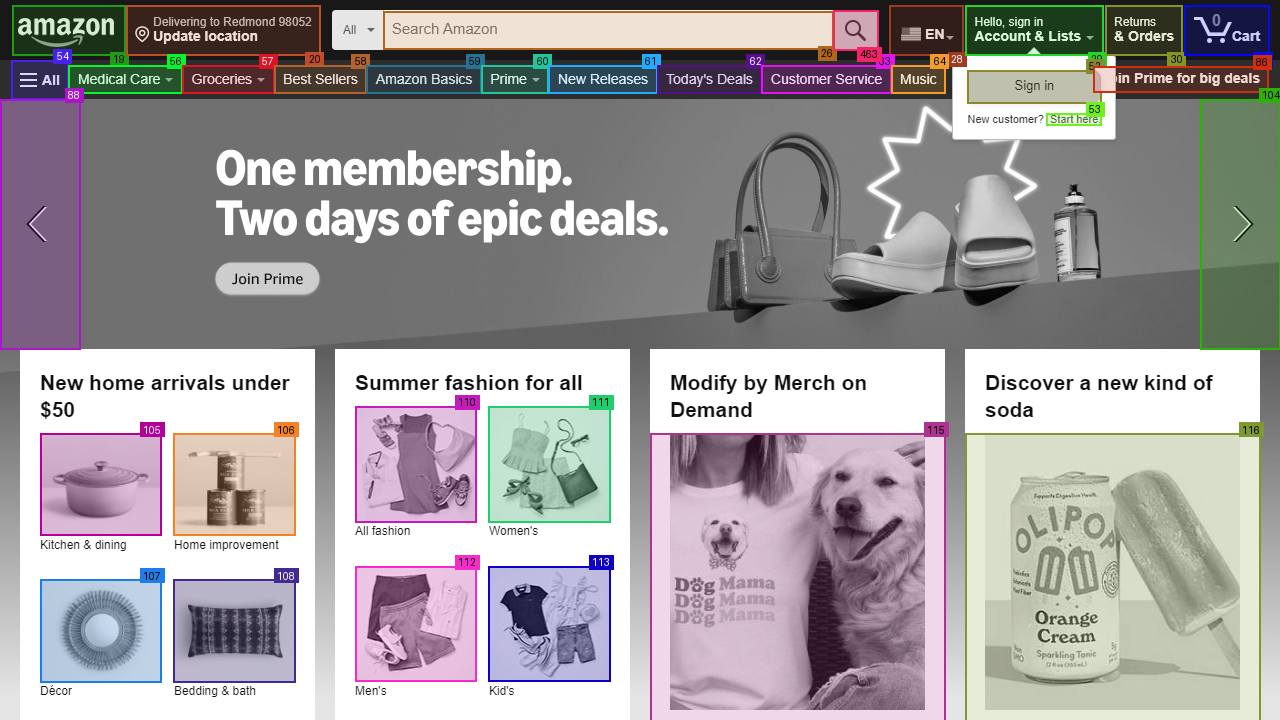 amazon
Delivering to Redmond 98052
Update location
All
Search Amazon
EN
Hello, sign in
Account & Lists
Returns
& Orders
0
Cart
54
19
56
57
20
58
59
60
61
62
26
463
63
64
28
29
52
30
86
All
Medical Care
Groceries
Best Sellers
Amazon Basics
Prime
New Releases
Today's Deals
Customer Service
Music
Sign in
in Prime for big deals
New customer? Start here.
53
88
104
One membership.
Two days of epic deals.
Join Prime
New home arrivals under
$50
105
106
Kitchen & dining
Home improvement
107
108
Décor
Bedding & bath
Summer fashion for all
110
111
All fashion
Women's
112
113
Men's
Kid's
Modify by Merch on
Demand
115
Dog Mama
Dog Mama
Dog Mama
Discover a new kind of
soda
116
Supports Digestive Health
OLIPOP
Orange
Cream
Sparkling Tonic